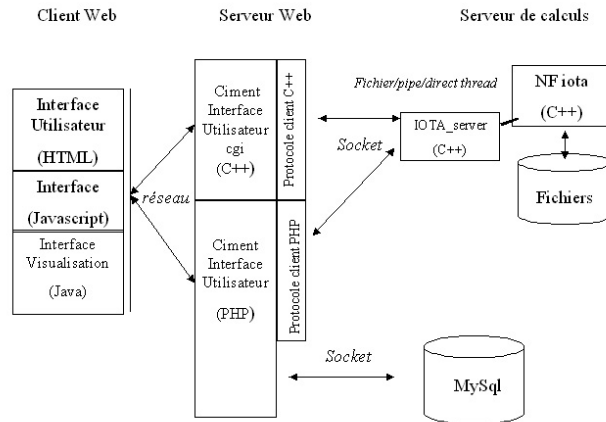 Client Web
Serveur Web
Serveur de calculs
Interface
Utilisateur
(HTML)
Interface
(Javascript)
Interface
Visualisation
(Java)
réseau
Ciment
Interface
Utilisateur
cgi
(C++)
Protocole client C++
Ciment
Interface
Utilisateur
(PHP)
Protocole client PHP
Fichier/pipe/direct thread
Socket
IOTA_server
(C++)
NF iota
(C++)
Fichiers
Socket
MySql